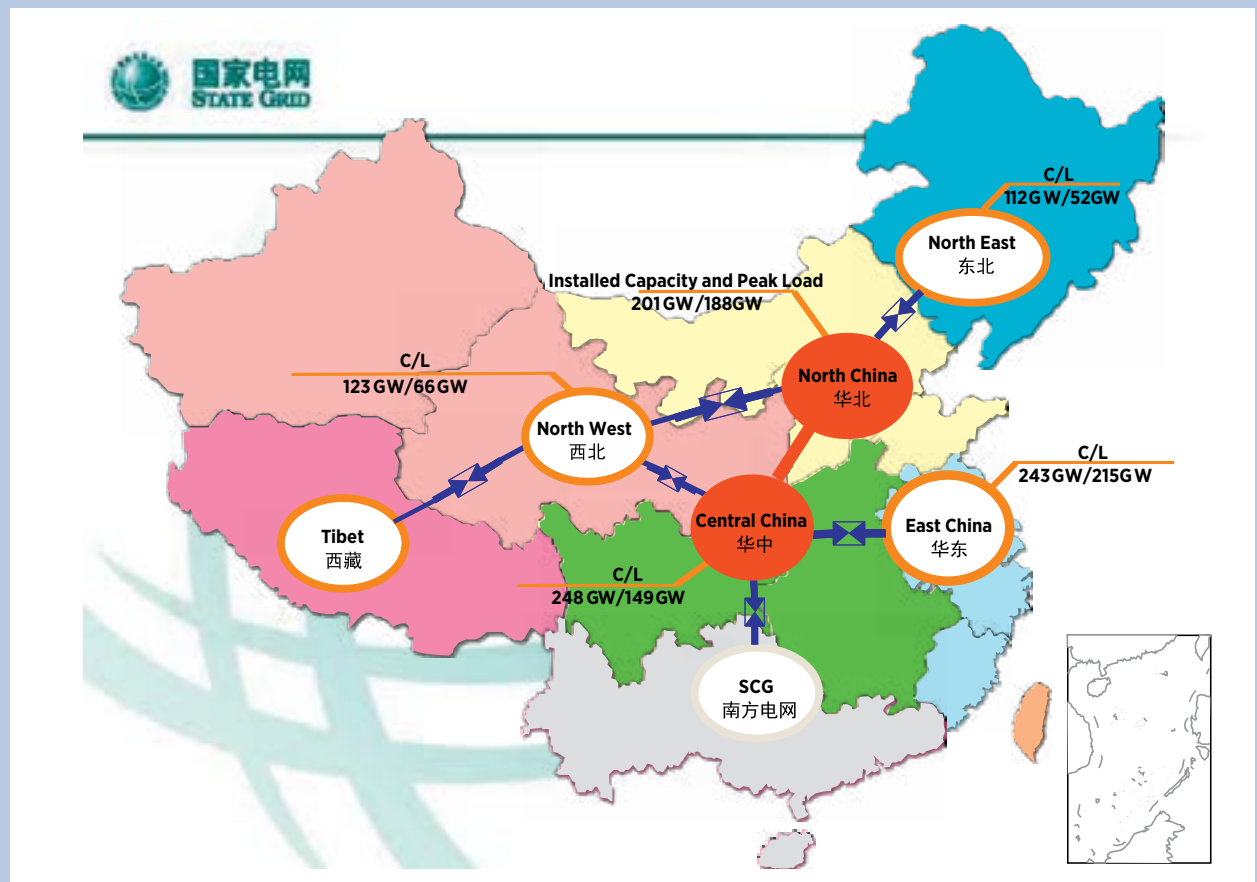 国家电网
STATE GRID
C/L
112GW/52GW
North East
东北
Installed Capacity and Peak Load
201GW/188GW
North China
华北
C/L
123GW/66GW
North West
西北
C/L
243GW/215GW
East China
华东
Central China
华中
Tibet
西藏
C/L
248GW/149GW
SCG
南方电网